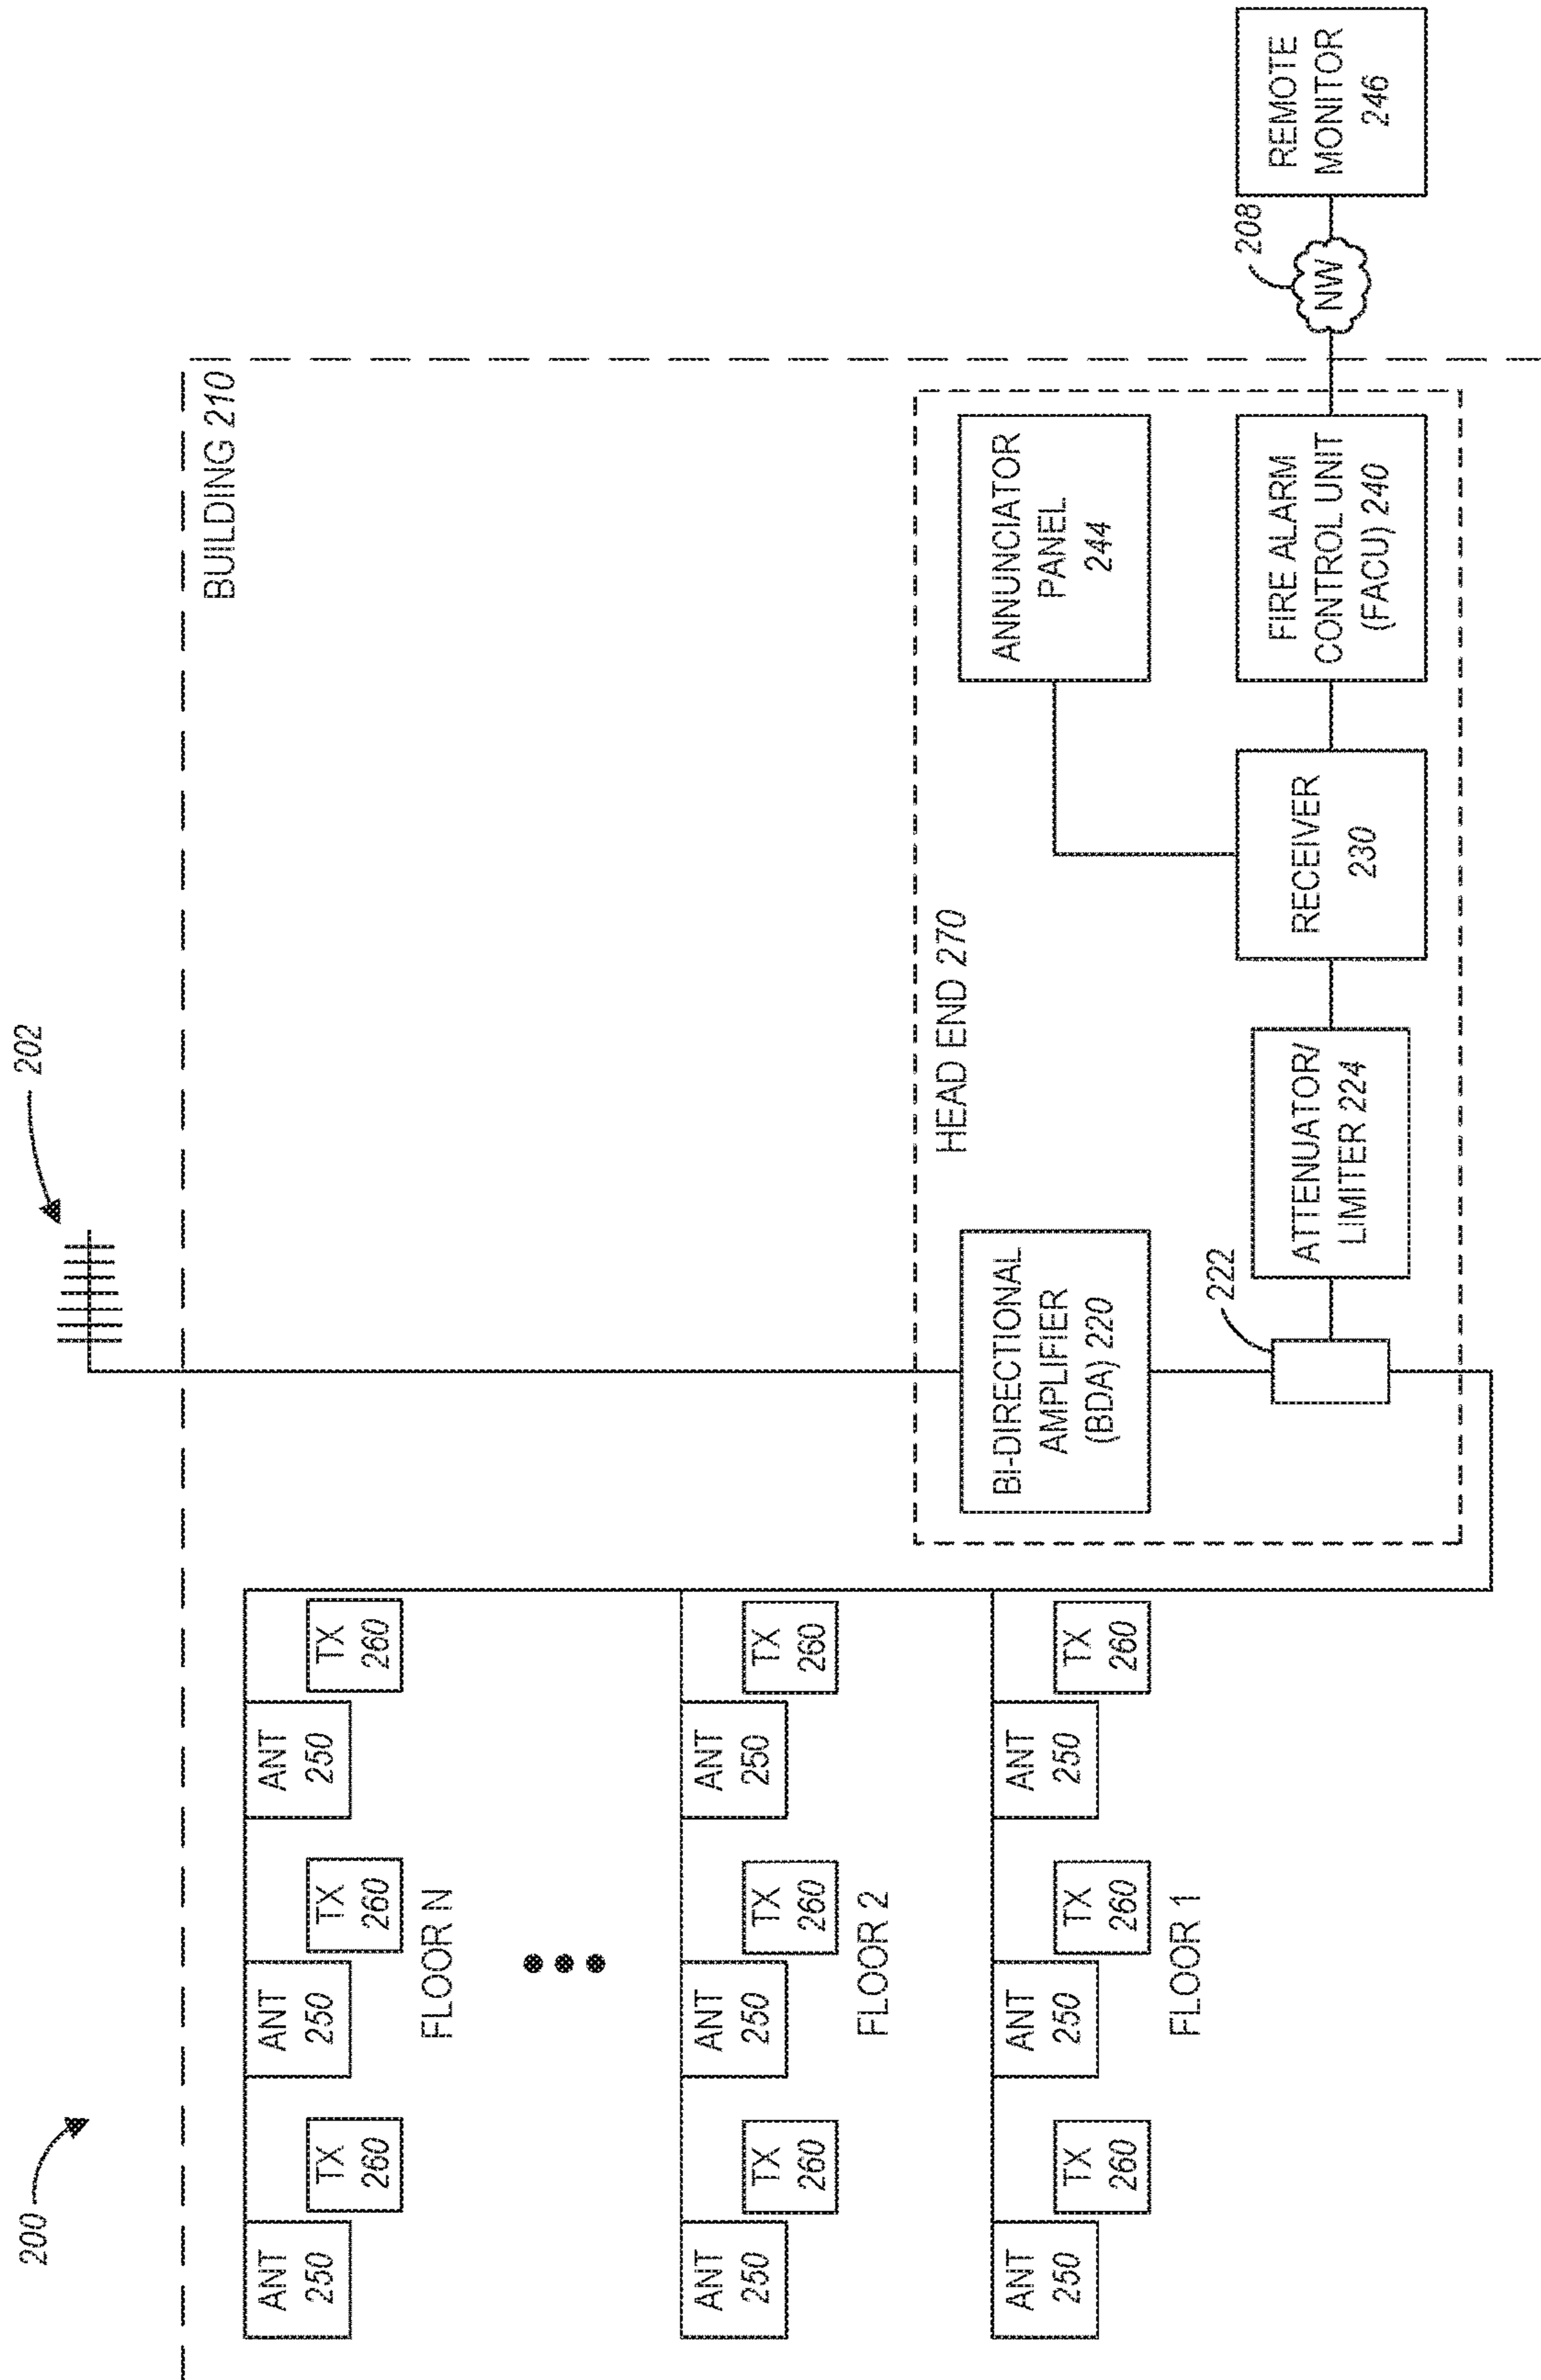 200
202
BUILDING 210
ANT
250
TX
260
ANT
250
TX
260
ANT
250
TX
260
FLOOR N
ANT
250
TX
260
ANT
250
TX
260
ANT
250
TX
260
FLOOR 2
ANT
250
TX
260
ANT
250
TX
260
ANT
250
TX
260
FLOOR 1
HEAD END 270
BI-DIRECTIONAL
AMPLIFIER
(BDA) 220
222
ATTENUATOR/
LIMITER 224
RECEIVER
230
ANNUNCIATOR
PANEL
244
FIRE ALARM
CONTROL UNIT
(FACU) 240
208
NW
REMOTE
MONITOR
246